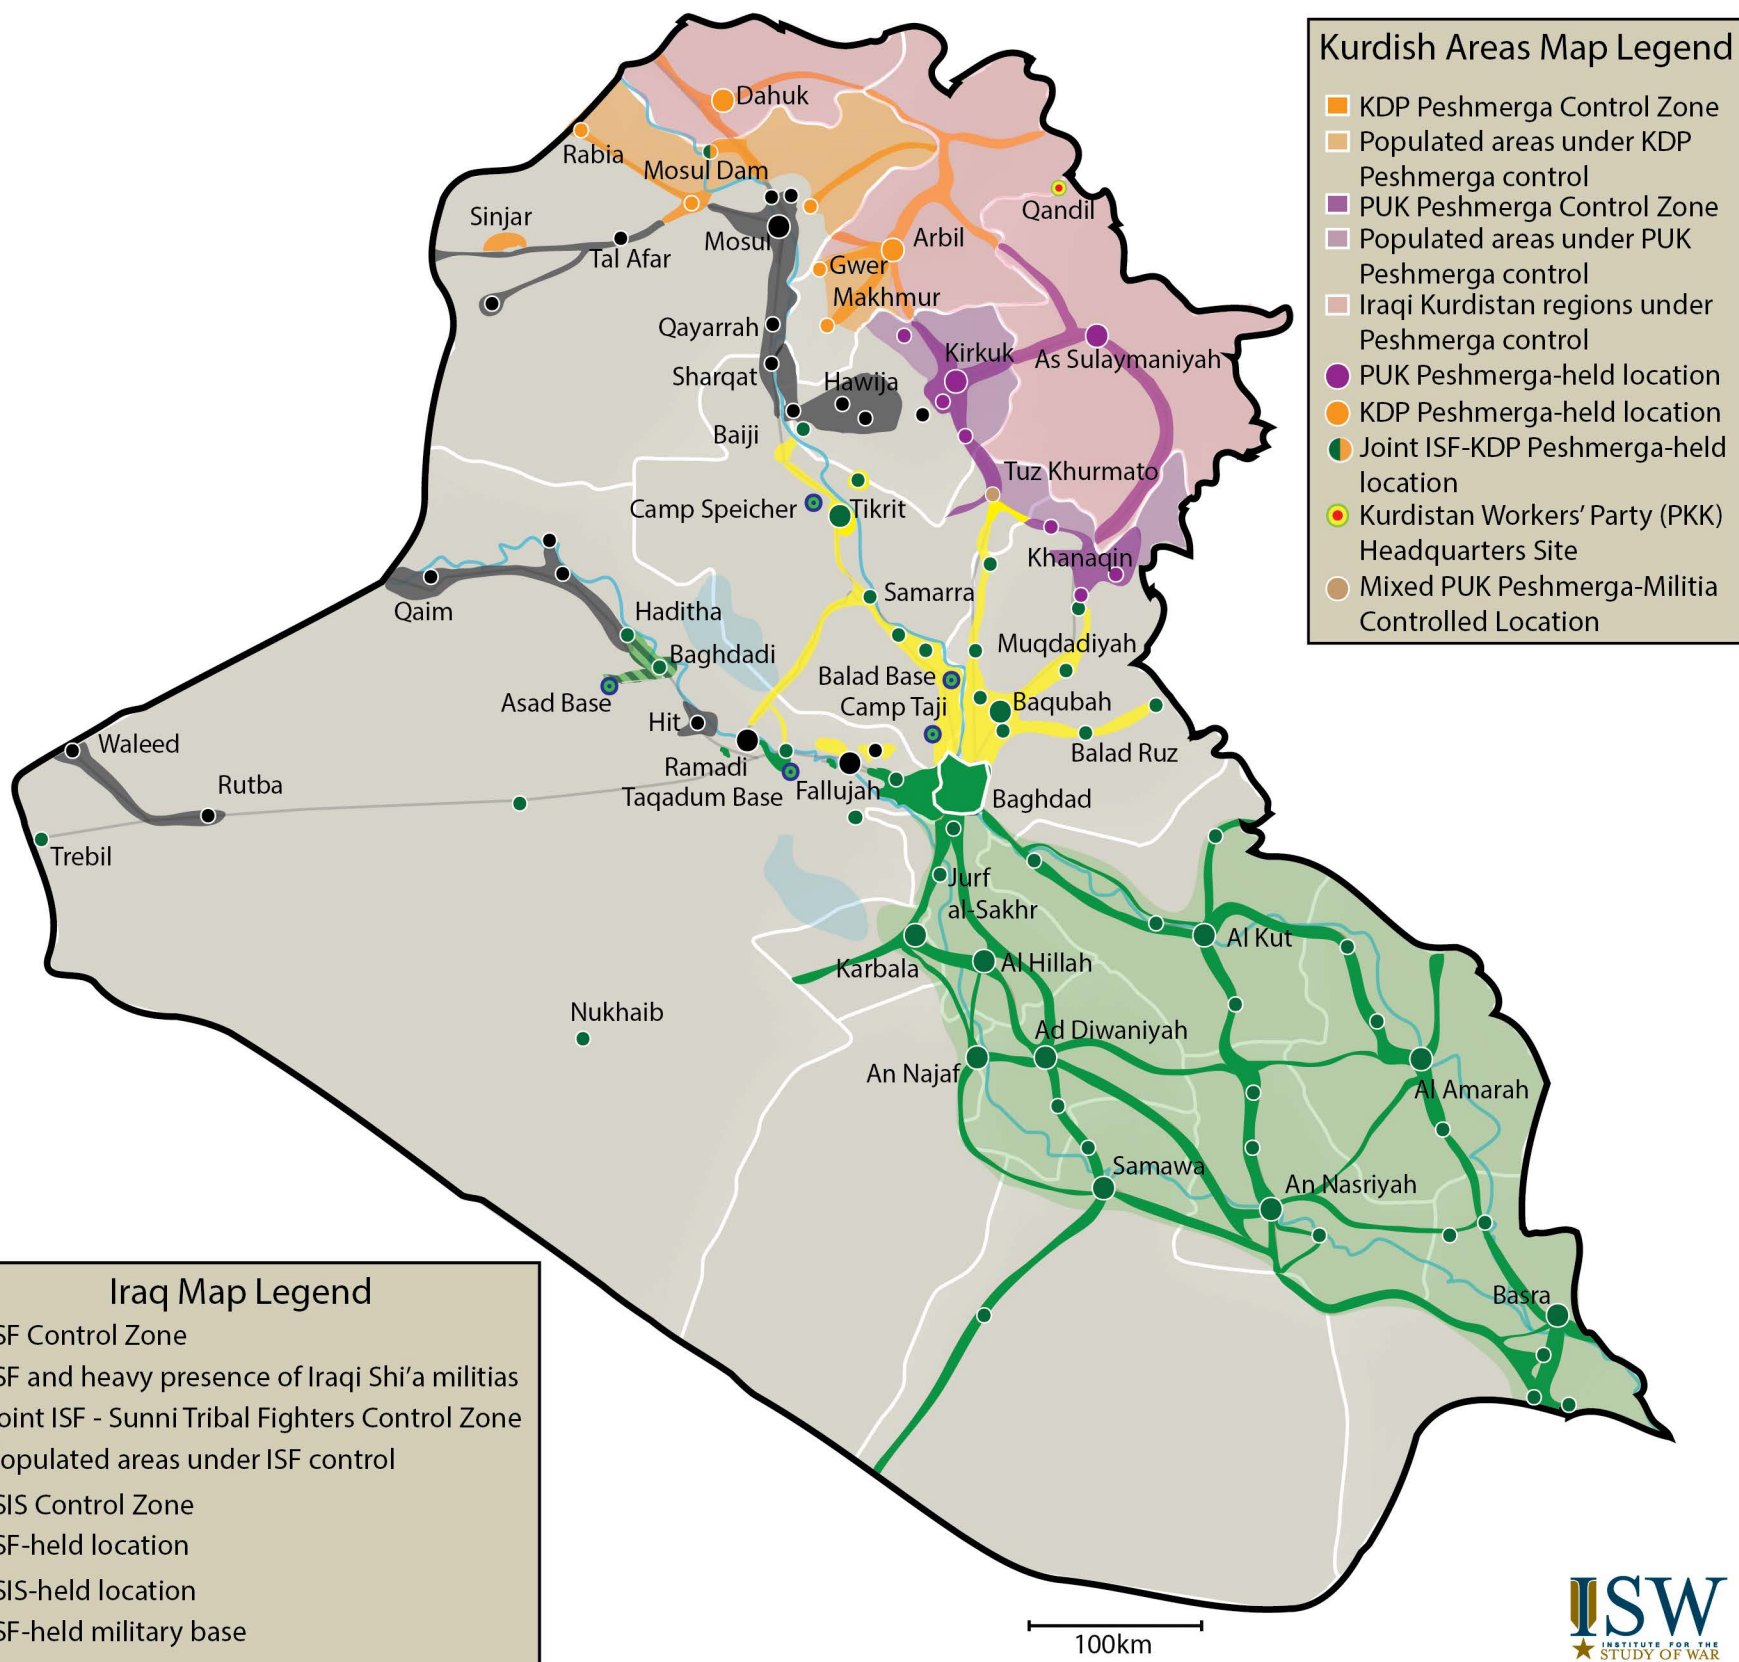 Kurdish Areas Map Legend
KDP Peshmerga Control Zone
Populated areas under KDP
Peshmerga control
PUK Peshmerga Control Zone
Populated areas under PUK
Peshmerga control
Iraqi Kurdistan regions under
Peshmerga control
PUK Peshmerga-held location
KDP Peshmerga-held location
Joint ISF-KDP Peshmerga-held
location
Kurdistan Workers' Party (PKK)
Headquarters Site
Mixed PUK Peshmerga-Militia
Controlled Location
Dahuk
Rabia
Mosul Dam
Qandil
Sinjar
Mosul
Arbil
Tal Afar
Gwer
Makhmur
Qayarrah
Kirkuk
As Sulaymaniyah
Sharqat
Hawija
Baiji
Tuz Khurmato
Camp Speicher
Tikrit
Khanaqin
Samarra
Qaim
Haditha
Muqdadiyah
Baghdadi
Balad Base
Asad Base
Camp Taji
Baqubah
Hit
Waleed
Balad Ruz
Ramadi
Rutba
Taqadum Base
Fallujah
Baghdad
Trebil
Jurf
al-Sakhr
Al Kut
Karbala
Al Hillah
Nukhaib
Ad Diwaniyah
An Najaf
Al Amarah
Samawa
An Nasriyah
Basra
Iraq Map Legend
SF Control Zone
SF and heavy presence of Iraqi Shi'a militias
oint ISF - Sunni Tribal Fighters Control Zone
opulated areas under ISF control
SIS Control Zone
SF-held location
SIS-held location
SF-held military base
100km
ISW
INSTITUTE FOR THE
STUDY OF WAR